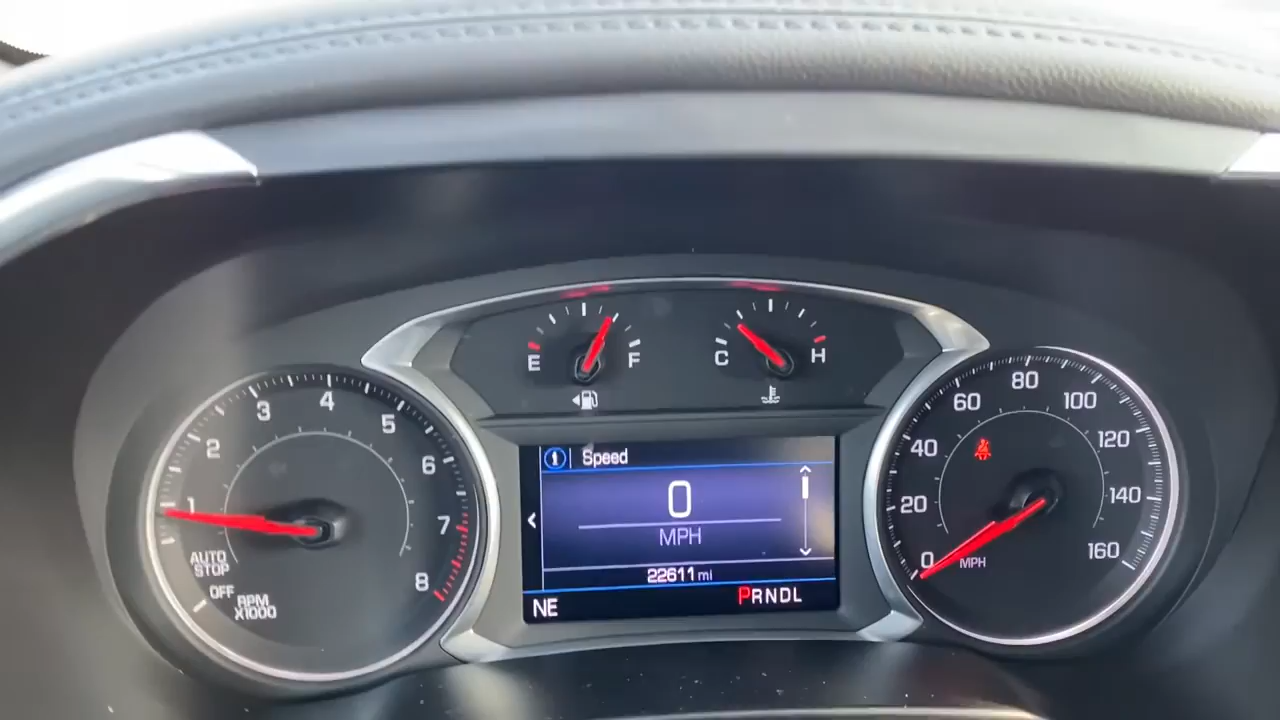 E F
C H
1 2 3 4 5 6 7 8
AUTO
STOP
OFF
RPM
X1000
Speed
0
MPH
22611 mi
NE
PRNDL
0 20 40 60 80 100 120 140 160
MPH